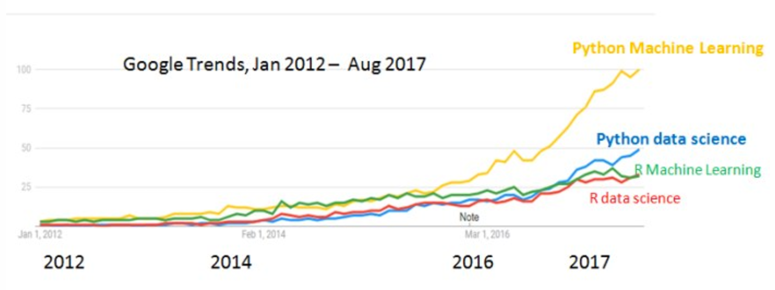 Python Machine Learning
Google Trends, Jan 2012 – Aug 2017
100
75
50
Python data science
R Machine Learning
25
R data science
Note
Jan 1, 2012
Feb 1, 2014
Mar 1, 2016
2012
2014
2016
2017